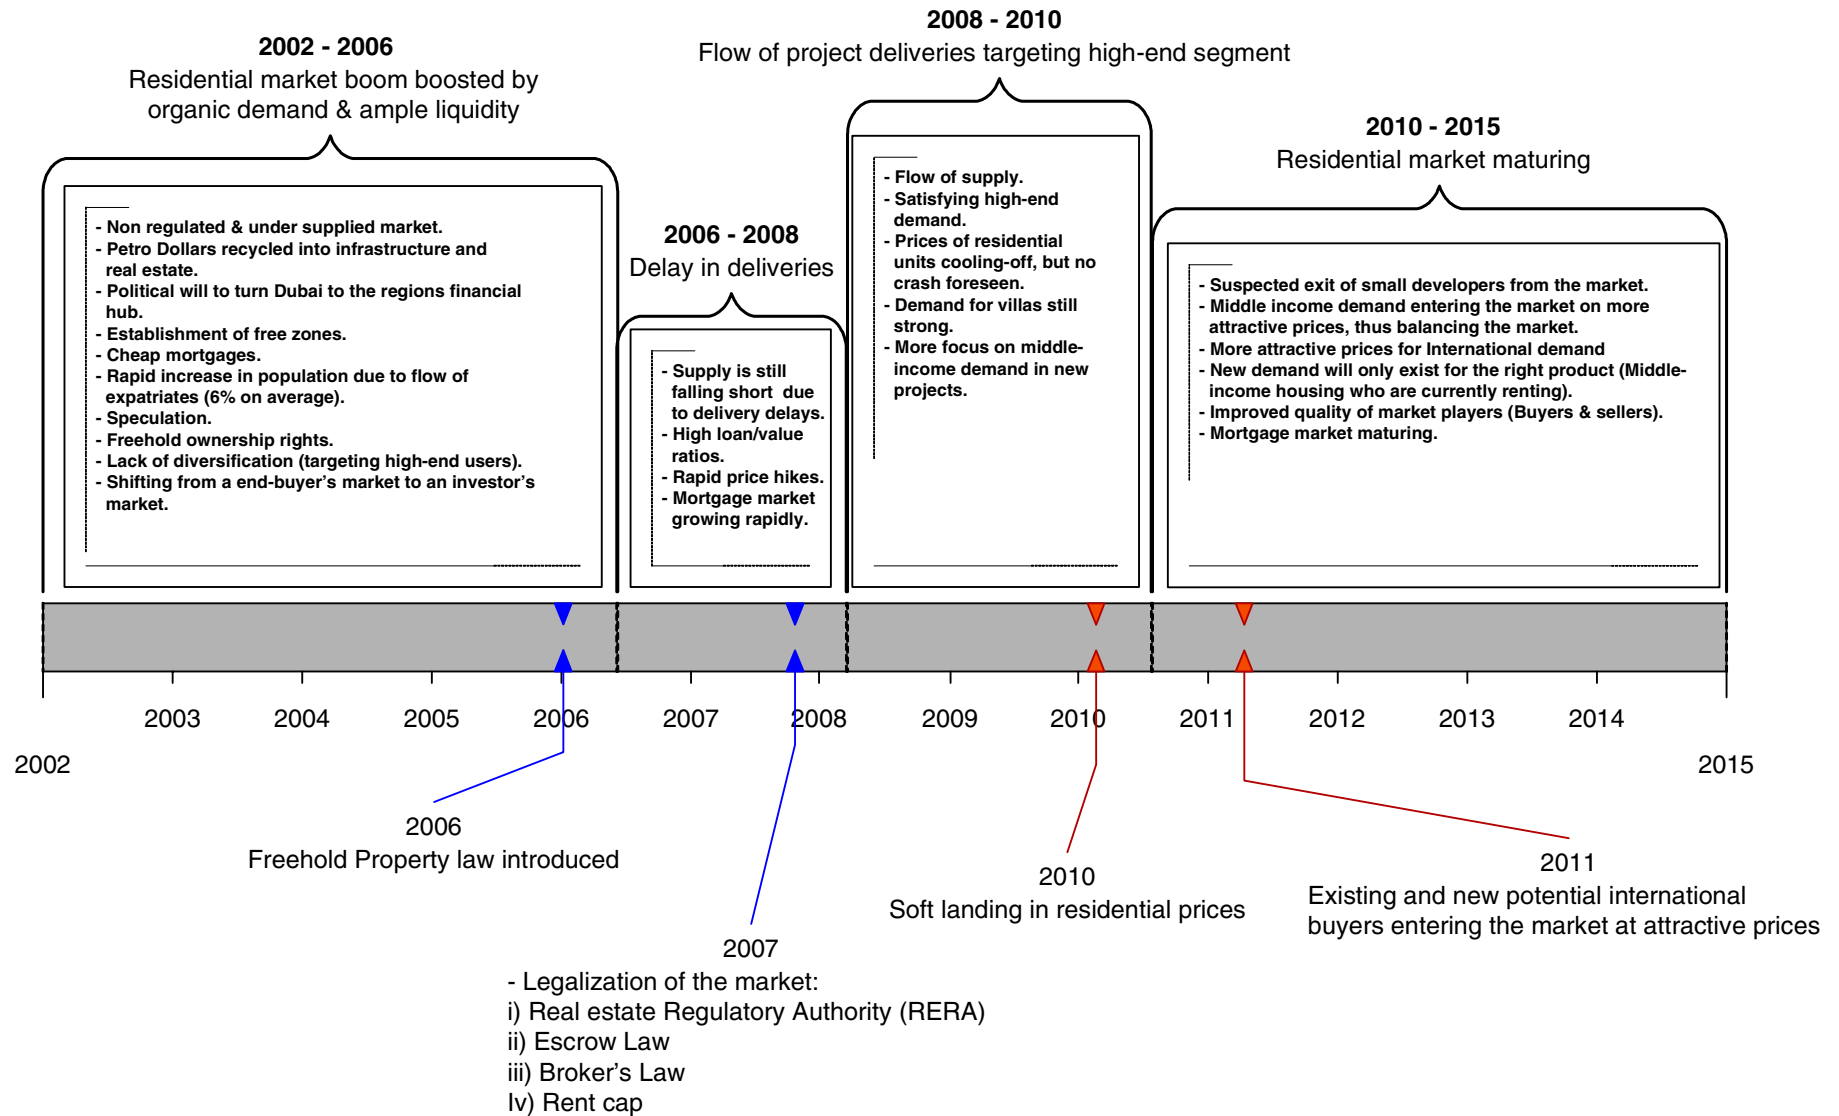 2002 - 2006
Residential market boom boosted by
organic demand & ample liquidity
- Non regulated & under supplied market.
- Petro Dollars recycled into infrastructure and
real estate.
- Political will to turn Dubai to the regions financial
hub.
- Establishment of free zones.
- Cheap mortgages.
- Rapid increase in population due to flow of
expatriates (6% on average).
- Speculation.
- Freehold ownership rights.
- Lack of diversification (targeting high-end users).
- Shifting from a end-buyer's market to an investor's
market.
2006 - 2008
Delay in deliveries
- Supply is still
falling short due
to delivery delays.
- High loan/value
ratios.
- Rapid price hikes.
- Mortgage market
growing rapidly.
2008 - 2010
Flow of project deliveries targeting high-end segment
- Flow of supply.
- Satisfying high-end
demand.
- Prices of residential
units cooling-off, but no
crash foreseen.
- Demand for villas still
strong.
- More focus on middle-
income demand in new
projects.
2010 - 2015
Residential market maturing
- Suspected exit of small developers from the market.
- Middle income demand entering the market on more
attractive prices, thus balancing the market.
- More attractive prices for International demand
- New demand will only exist for the right product (Middle-
income housing who are currently renting).
- Improved quality of market players (Buyers & sellers).
- Mortgage market maturing.
2003 2004 2005 2006 2007 2008 2009 2010 2011 2012 2013 2014
2002 2015
2006
Freehold Property law introduced
2007
- Legalization of the market:
i) Real estate Regulatory Authority (RERA)
ii) Escrow Law
iii) Broker's Law
Iv) Rent cap
2010
Soft landing in residential prices
2011
Existing and new potential international
buyers entering the market at attractive prices